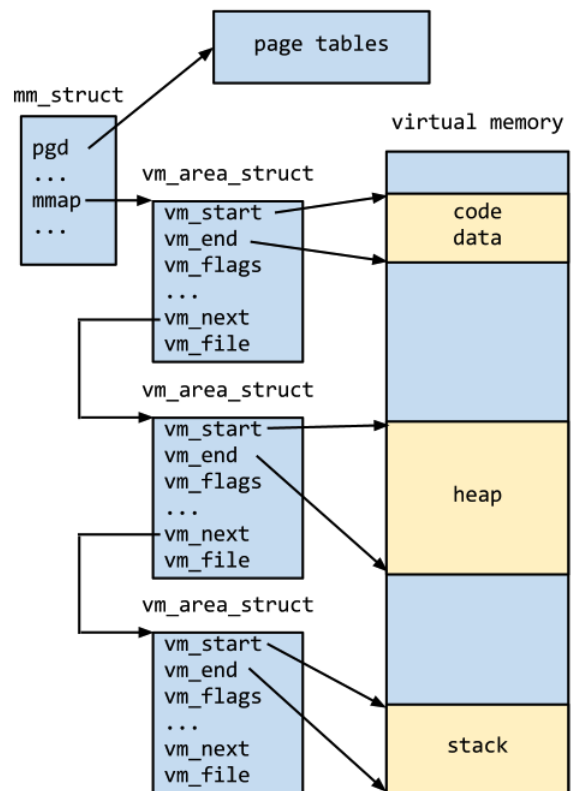 page tables
mm_struct
pgd
...
mmap
...
vm_area_struct
vm_start
vm_end
vm_flags
...
vm_next
vm_file
vm_area_struct
vm_start
vm_end
vm_flags
...
vm_next
vm_file
vm_area_struct
vm_start
vm_end
vm_flags
...
vm_next
vm_file
virtual memory
code
data
heap
stack